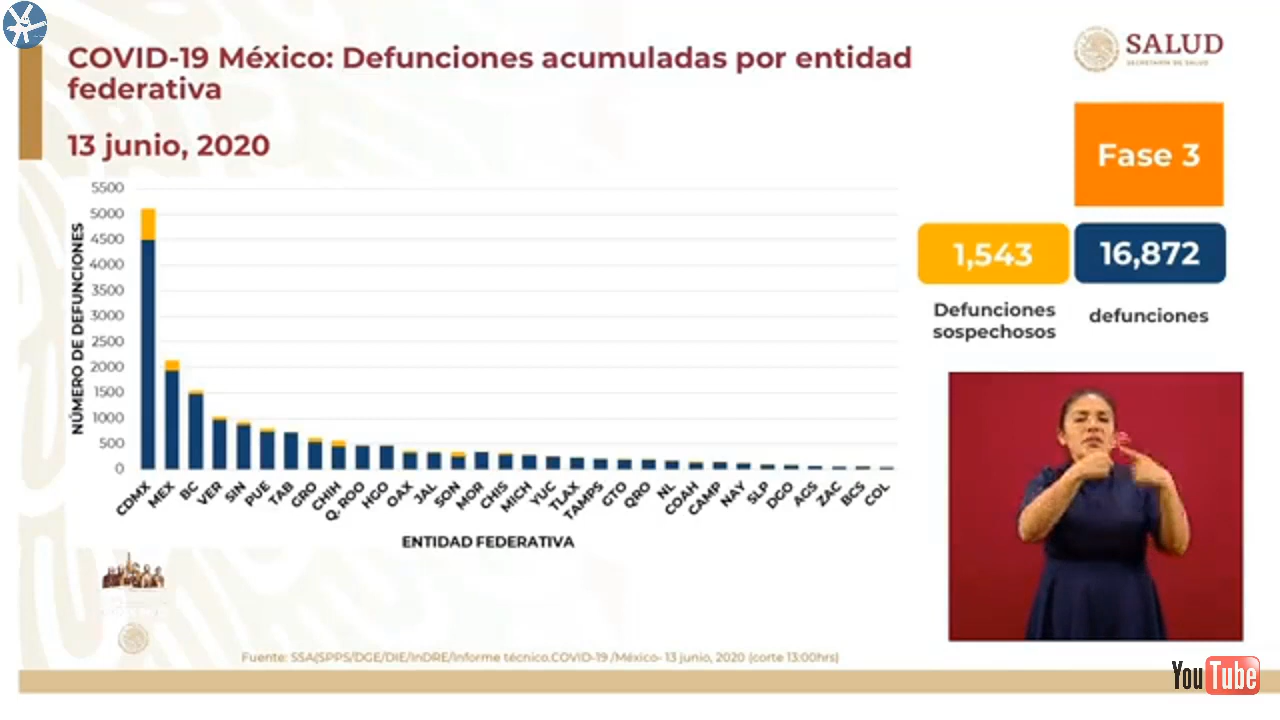 COVID-19 México: Defunciones acumuladas por entidad
federativa
13 junio, 2020
SALUD
SECRETARÍA DE SALUD
Fase 3
1,543
16,872
Defunciones
sospechosos
defunciones
NÚMERO DE DEFUNCIONES
5500
5000
4500
4000
3500
3000
2500
2000
1500
1000
500
0
CDMX
MEX
BC
VER
SIN
PUE
TAB
GRO
CHIH
Q. ROO
HGO
OAX
JAL
SON
MOR
CHIS
MICH
YUC
TLAX
TAMPS
GTO
QRO
NL
COAH
CAMP
NAY
SLP
DGO
AGS
ZAC
BCS
COL
ENTIDAD FEDERATIVA
Fuente: SSA(SPPS/DGE/DIE/InDRE/Informe técnico.COVID-19 /México- 13 junio, 2020 (corte 13:00hrs)
YouTube